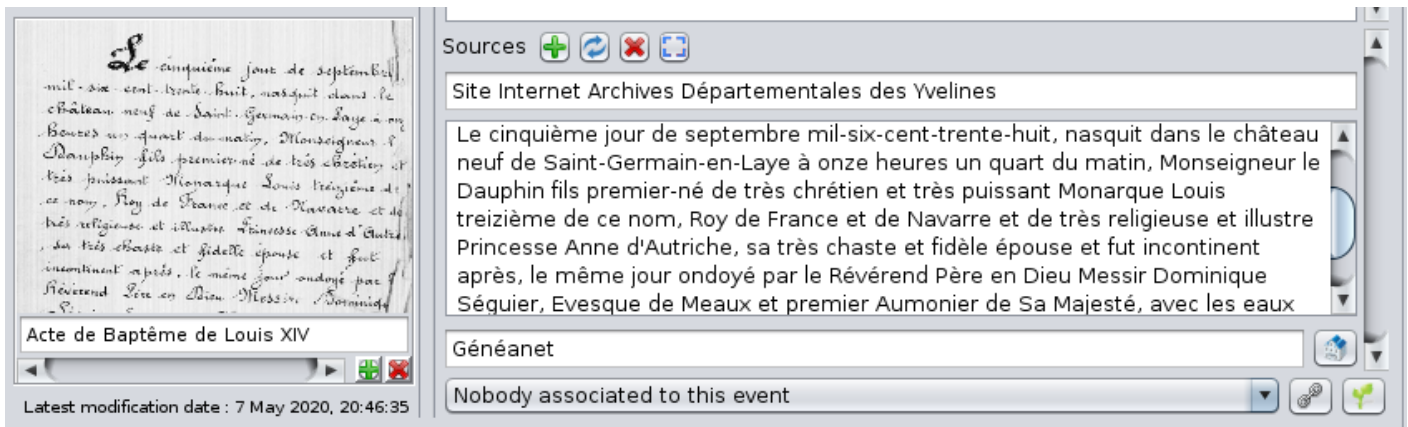 Le cinquième jour de septembre
mil-six-cent-trente-huit, nasquit dans le
château neuf de Saint-Germain-en-Laye à onz
heures un quart du matin, Monseigneur l
Dauphin fils premier-né de très chrétien et
très puissant Monarque Louis treizième de
ce nom, Roy de France et de Navarre et de
très religieuse et illustre Princesse Anne d'Autri
, sa très chaste et fidelle épouse et fut
incontinent après, le même jour ondoyé par l
Révérend Père en Dieu Messire Dominique
Acte de Baptême de Louis XIV
Latest modification date : 7 May 2020, 20:46:35
Sources
Site Internet Archives Départementales des Yvelines
Le cinquième jour de septembre mil-six-cent-trente-huit, nasquit dans le château
neuf de Saint-Germain-en-Laye à onze heures un quart du matin, Monseigneur le
Dauphin fils premier-né de très chrétien et très puissant Monarque Louis
treizième de ce nom, Roy de France et de Navarre et de très religieuse et illustre
Princesse Anne d'Autriche, sa très chaste et fidèle épouse et fut incontinent
après, le même jour ondoyé par le Révérend Père en Dieu Messir Dominique
Séguier, Evesque de Meaux et premier Aumonier de Sa Majesté, avec les eaux
Généanet
Nobody associated to this event